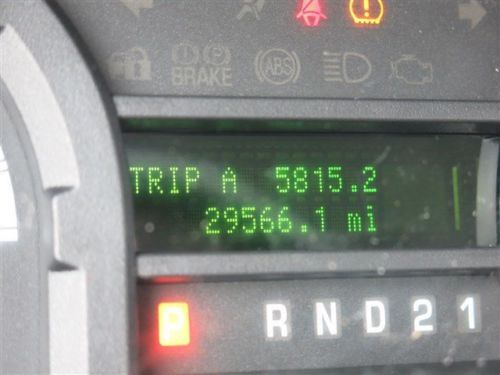 BRAKE ABS
TRIP A 5815.2
29566.1 mi
P R N D 2 1